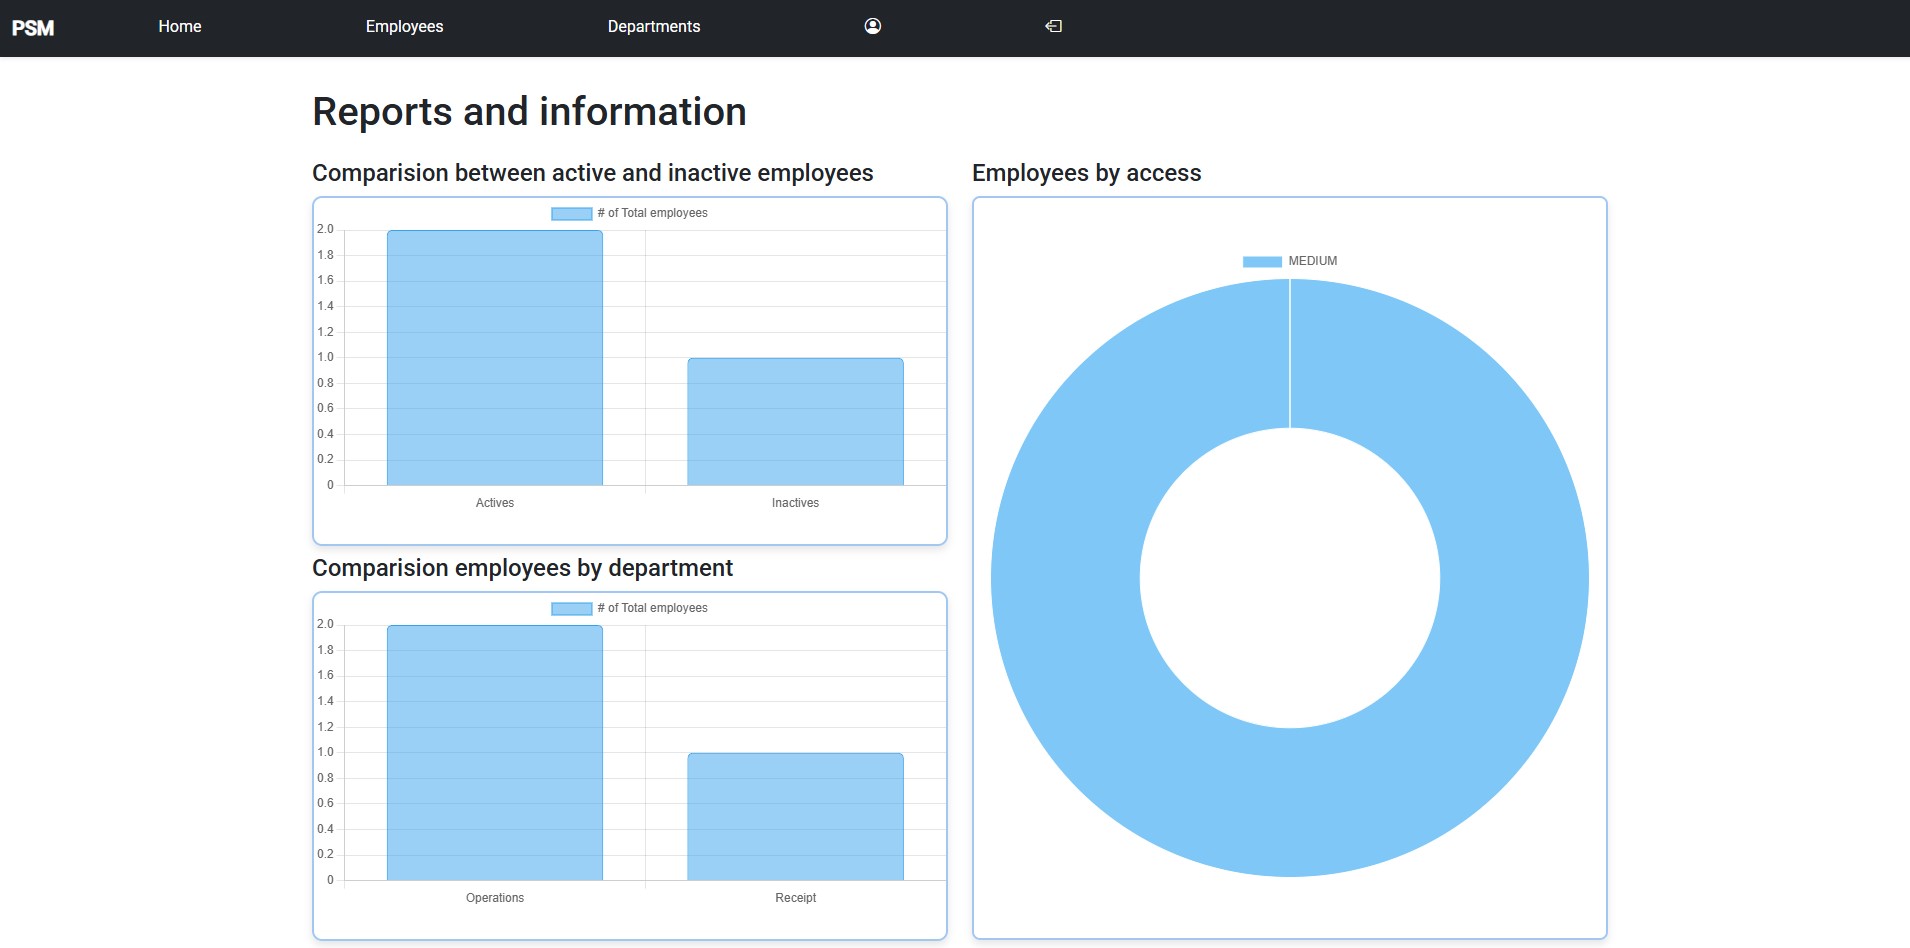 PSM Home Employees Departments
Reports and information
Comparision between active and inactive employees
# of Total employees
2.0
1.8
1.6
1.4
1.2
1.0
0.8
0.6
0.4
0.2
0
Actives Inactives
Comparision employees by department
# of Total employees
2.0
1.8
1.6
1.4
1.2
1.0
0.8
0.6
0.4
0.2
0
Operations Receipt
Employees by access
MEDIUM